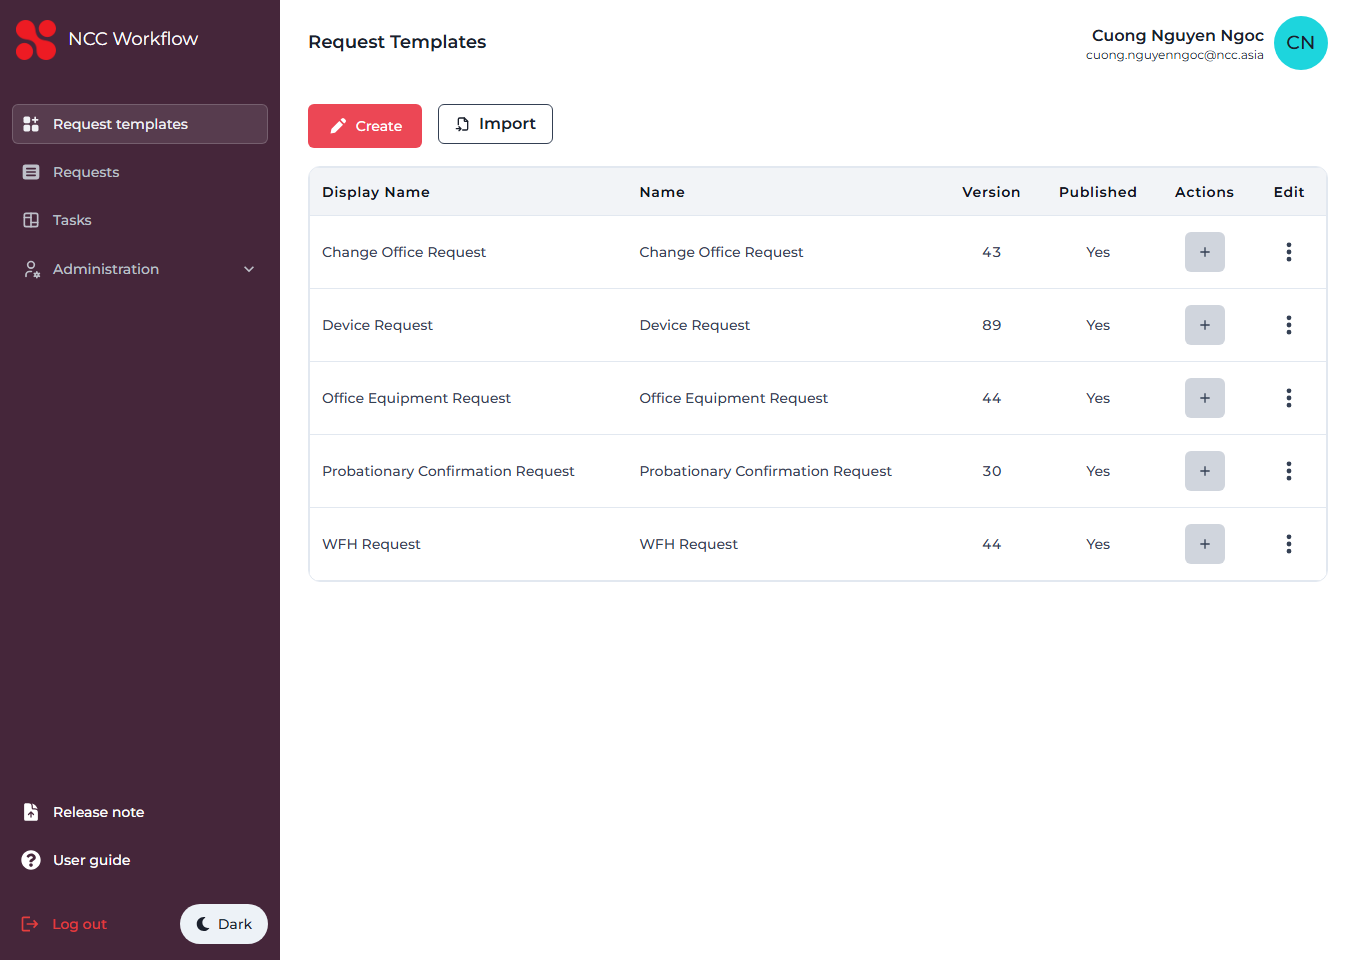 NCC Workflow
Request templates
Requests
Tasks
Administration
Release note
User guide
Log out
Dark
Request Templates
Cuong Nguyen Ngoc
cuong.nguyenngoc@ncc.asia
CN
Create
Import
Display Name Name Version Published Actions Edit
Change Office Request Change Office Request 43 Yes +
Device Request Device Request 89 Yes +
Office Equipment Request Office Equipment Request 44 Yes +
Probationary Confirmation Request Probationary Confirmation Request 30 Yes +
WFH Request WFH Request 44 Yes +